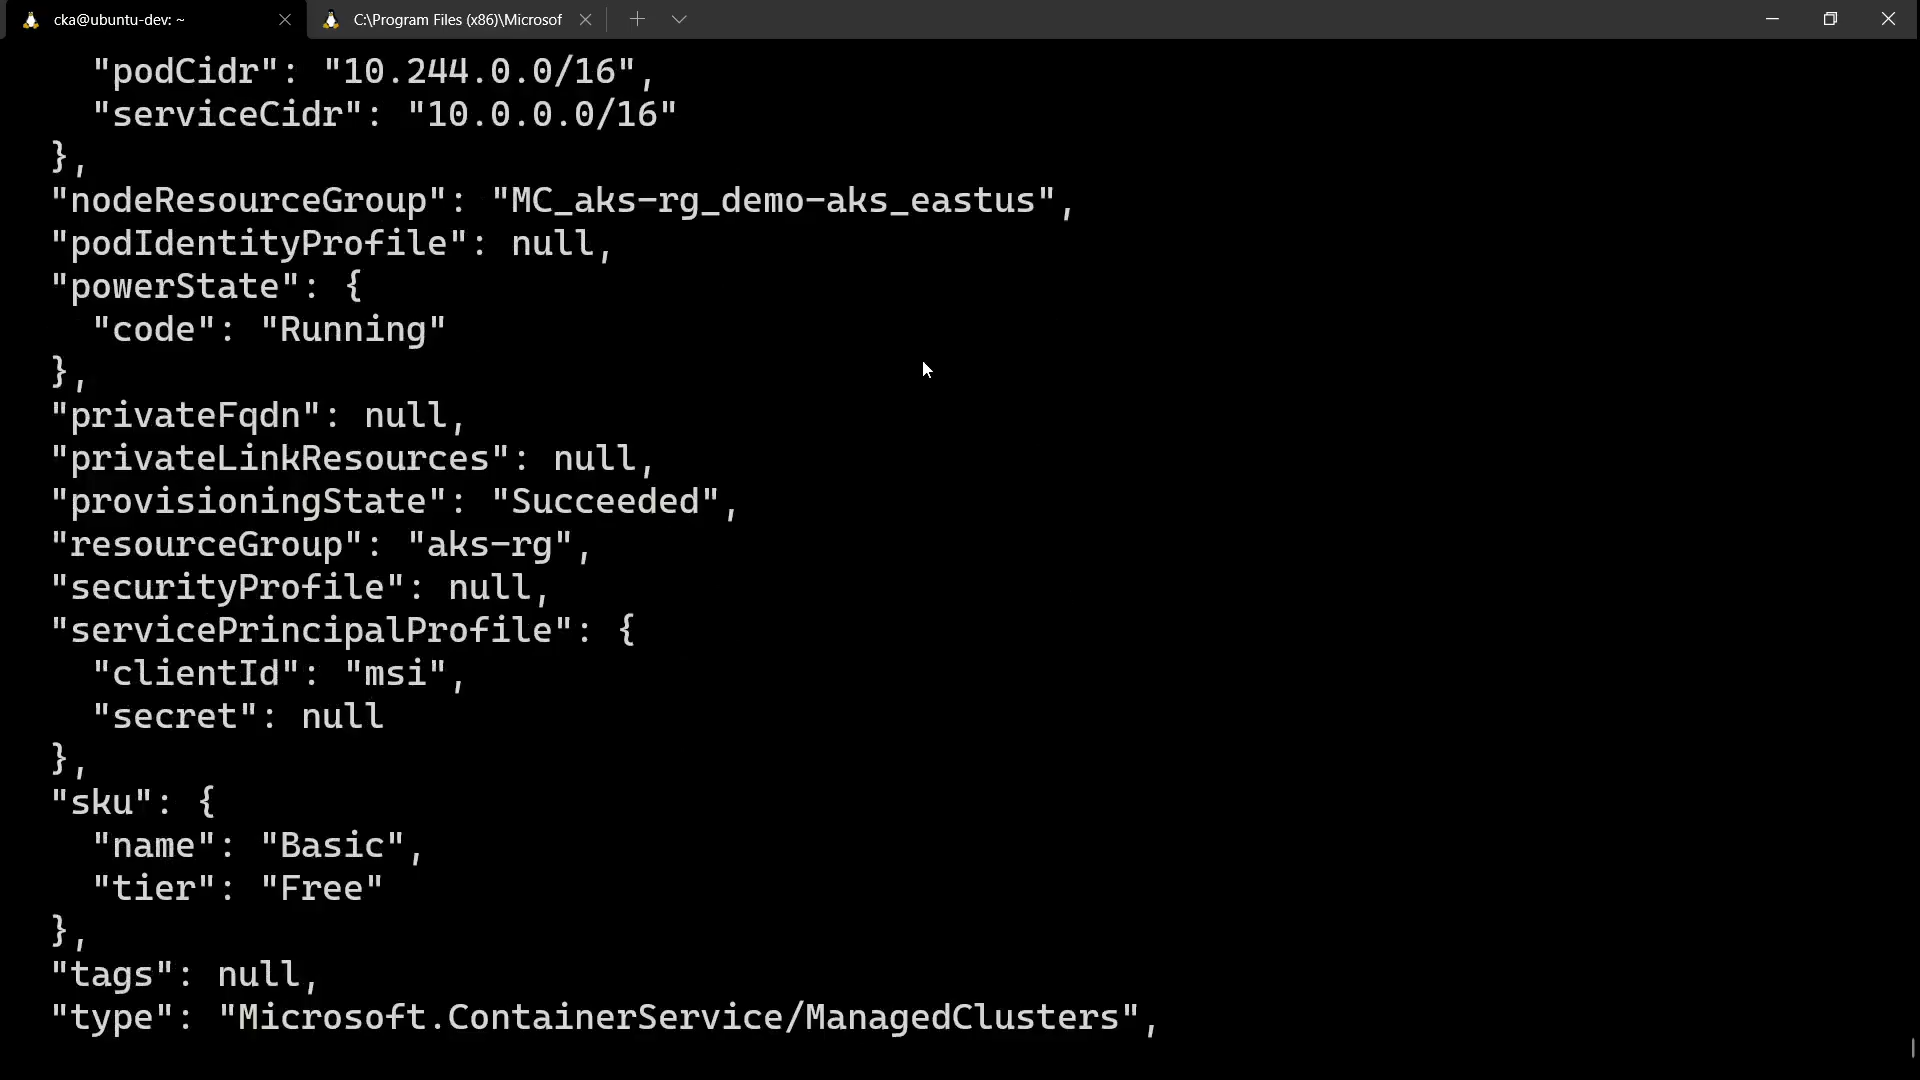 cka@ubuntu-dev: ~
C:\Program Files (x86)\Microsof
"podCidr": "10.244.0.0/16",
"serviceCidr": "10.0.0.0/16"
},
"nodeResourceGroup": "MC_aks-rg_demo-aks_eastus",
"podIdentityProfile": null,
"powerState": {
"code": "Running"
},
"privateFqdn": null,
"privateLinkResources": null,
"provisioningState": "Succeeded",
"resourceGroup": "aks-rg",
"securityProfile": null,
"servicePrincipalProfile": {
"clientId": "msi",
"secret": null
},
"sku": {
"name": "Basic",
"tier": "Free"
},
"tags": null,
"type": "Microsoft.ContainerService/ManagedClusters",